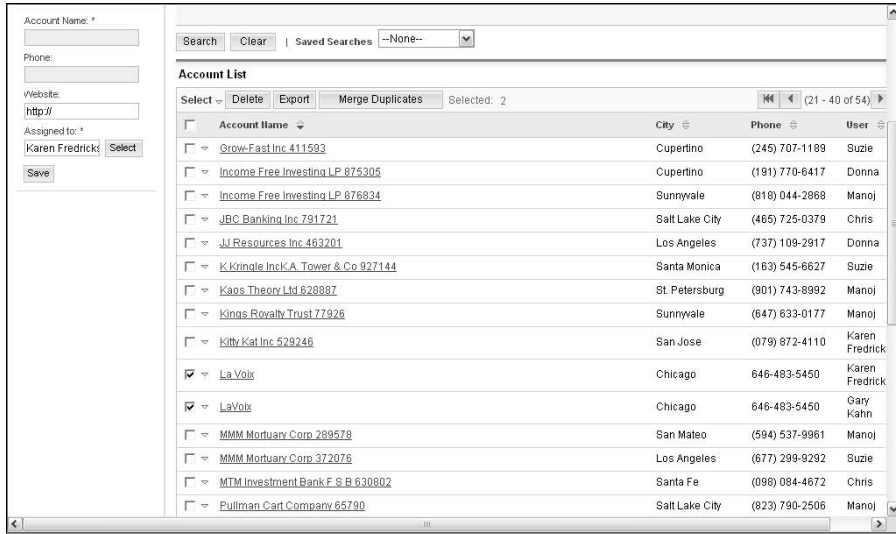 Account Name: *
Phone:
Website:
http://
Assigned to: *
Karen Fredricks Select
Save
Search Clear | Saved Searches --None--
Account List
Select Delete Export Merge Duplicates Selected: 2 (21 - 40 of 54)
Account Name City Phone User
Grow-Fast Inc 411593 Cupertino (245) 707-1189 Suzie
Income Free Investing LP 875305 Cupertino (191) 770-6417 Donna
Income Free Investing LP 876834 Sunnyvale (818) 044-2868 Manoj
JBC Banking Inc 791721 Salt Lake City (465) 725-0379 Chris
JJ Resources Inc 463201 Los Angeles (737) 109-2917 Donna
K Kringle IncK.A. Tower & Co 927144 Santa Monica (163) 545-6627 Suzie
Kaos Theory Ltd 628887 St. Petersburg (901) 743-8992 Manoj
Kings Royalty Trust 77926 Sunnyvale (647) 633-0177 Manoj
Kitty Kat Inc 529246 San Jose (079) 872-4110 Karen
Fredrick
La Voix Chicago 646-483-5450 Karen
Fredrick
LaVoix Chicago 646-483-5450 Gary
Kahn
MMM Mortuary Corp 289578 San Mateo (594) 537-9961 Manoj
MMM Mortuary Corp 372076 Los Angeles (677) 299-9292 Suzie
MTM Investment Bank F S B 630802 Santa Fe (098) 084-4672 Chris
Pullman Cart Company 65790 Salt Lake City (823) 790-2506 Manoj